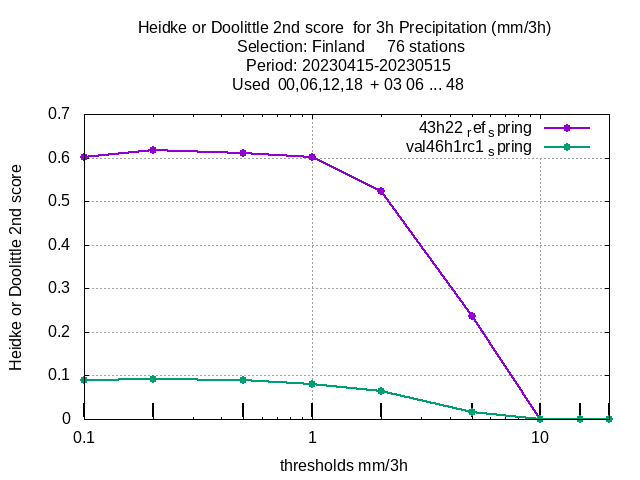 Heidke or Doolittle 2nd score  for 3h Precipitation (mm/3h)
Selection: Finland     76 stations
Period: 20230415-20230515
Used  00,06,12,18  + 03 06 ... 48
43h22 ref spring
val46h1rc1 spring
0.7
0.6
0.5
0.4
0.3
0.2
0.1
0
Heidke or Doolittle 2nd score
0.1 1 10
thresholds mm/3h